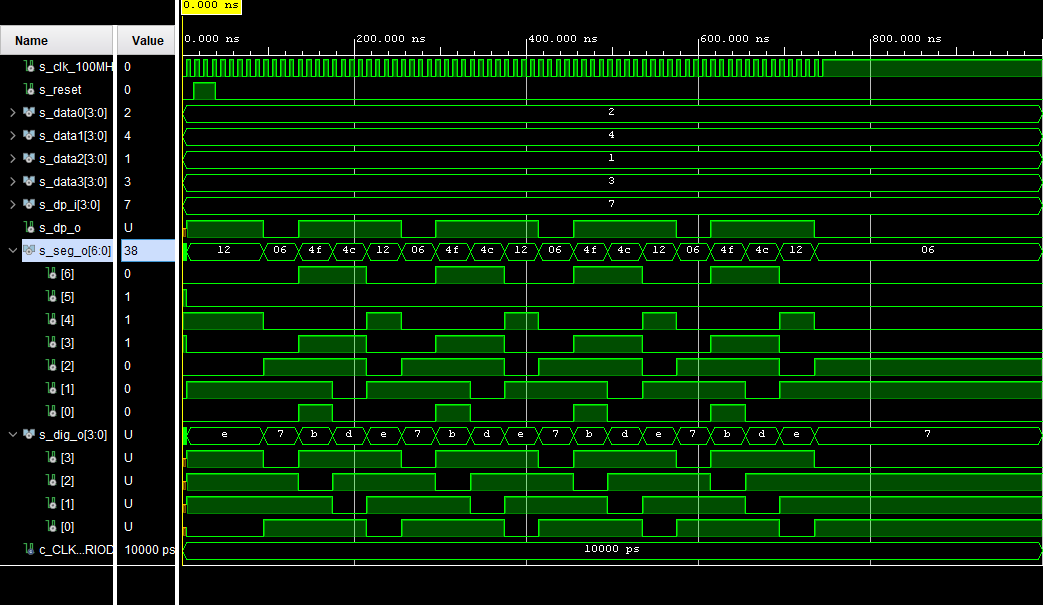 0.000 ns
Name Value 0.000 ns 200.000 ns 400.000 ns 600.000 ns 800.000 ns
s_clk_100MH 0
s_reset 0
s_data0[3:0] 2 2
s_data1[3:0] 4 4
s_data2[3:0] 1 1
s_data3[3:0] 3 3
s_dp_i[3:0] 7 7
s_dp_o U
s_seg_o[6:0] 38 12 06 4f 4c 12 06 4f 4c 12 06 4f 4c 12 06 4f 4c 12 06
[6] 0
[5] 1
[4] 1
[3] 1
[2] 0
[1] 0
[0] 0
s_dig_o[3:0] U e 7 b d e 7 b d e 7 b d e 7 b d e 7
[3] U
[2] U
[1] U
[0] U
c_CLK...RIOD 10000 ps 10000 ps